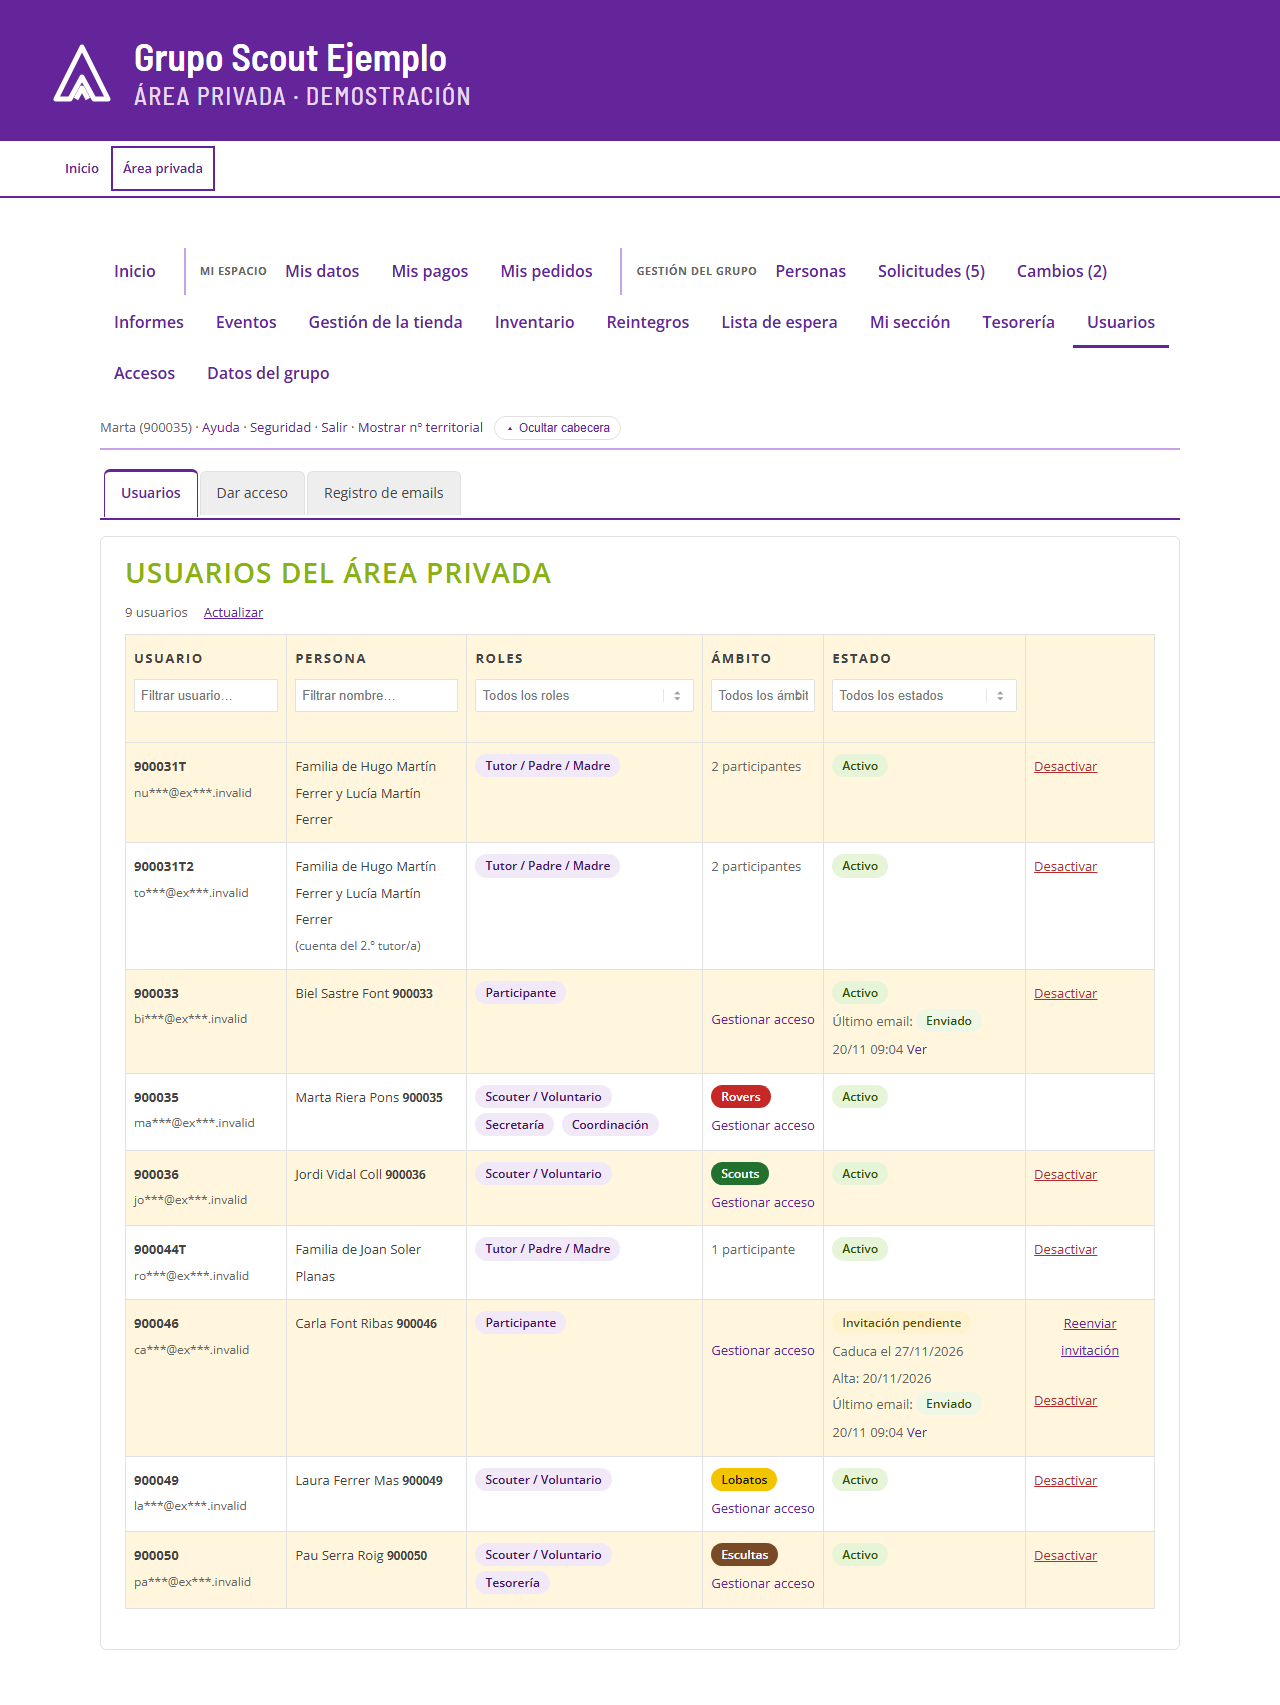 Grupo Scout Ejemplo
ÁREA PRIVADA · DEMOSTRACIÓN
Inicio Área privada
Inicio MI ESPACIO Mis datos Mis pagos Mis pedidos GESTIÓN DEL GRUPO Personas Solicitudes (5) Cambios (2)
Informes Eventos Gestión de la tienda Inventario Reintegros Lista de espera Mi sección Tesorería Usuarios
Accesos Datos del grupo
Marta (900035) · Ayuda · Seguridad · Salir · Mostrar nº territorial ▲ Ocultar cabecera
Usuarios Dar acceso Registro de emails
USUARIOS DEL ÁREA PRIVADA
9 usuarios Actualizar
USUARIO PERSONA ROLES ÁMBITO ESTADO
Filtrar usuario… Filtrar nombre… Todos los roles Todos los ámbit Todos los estados
900031T Familia de Hugo Martín Tutor / Padre / Madre 2 participantes Activo Desactivar
nu***@ex***.invalid Ferrer y Lucía Martín
Ferrer
900031T2 Familia de Hugo Martín Tutor / Padre / Madre 2 participantes Activo Desactivar
to***@ex***.invalid Ferrer y Lucía Martín
Ferrer
(cuenta del 2.º tutor/a)
900033 Biel Sastre Font 900033 Participante Activo Desactivar
bi***@ex***.invalid Gestionar acceso Último email: Enviado
20/11 09:04 Ver
900035 Marta Riera Pons 900035 Scouter / Voluntario Rovers Activo
ma***@ex***.invalid Secretaría Coordinación Gestionar acceso
900036 Jordi Vidal Coll 900036 Scouter / Voluntario Scouts Activo Desactivar
jo***@ex***.invalid Gestionar acceso
900044T Familia de Joan Soler Tutor / Padre / Madre 1 participante Activo Desactivar
ro***@ex***.invalid Planas
900046 Carla Font Ribas 900046 Participante Invitación pendiente Reenviar
ca***@ex***.invalid Gestionar acceso Caduca el 27/11/2026 invitación
Alta: 20/11/2026
Último email: Enviado Desactivar
20/11 09:04 Ver
900049 Laura Ferrer Mas 900049 Scouter / Voluntario Lobatos Activo Desactivar
la***@ex***.invalid Gestionar acceso
900050 Pau Serra Roig 900050 Scouter / Voluntario Escultas Activo Desactivar
pa***@ex***.invalid Tesorería Gestionar acceso